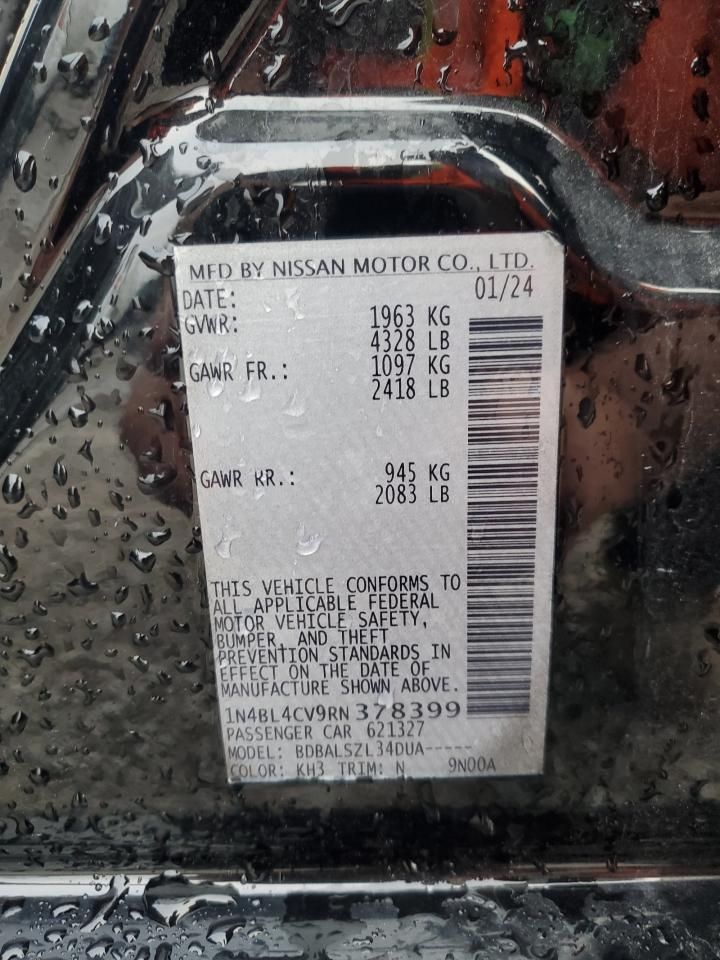 MFD BY NISSAN MOTOR CO., LTD.
DATE: 01/24
GVWR: 1963 KG
4328 LB
GAWR FR.: 1097 KG
2418 LB
GAWR RR.: 945 KG
2083 LB
THIS VEHICLE CONFORMS TO
ALL APPLICABLE FEDERAL
MOTOR VEHICLE SAFETY,
BUMPER, AND THEFT
PREVENTION STANDARDS IN
EFFECT ON THE DATE OF
MANUFACTURE SHOWN ABOVE.
1N4BL4CV9RN 378399
PASSENGER CAR 621327
MODEL: BDBALSZL34DUA-----
COLOR: KH3 TRIM: N 9N00A